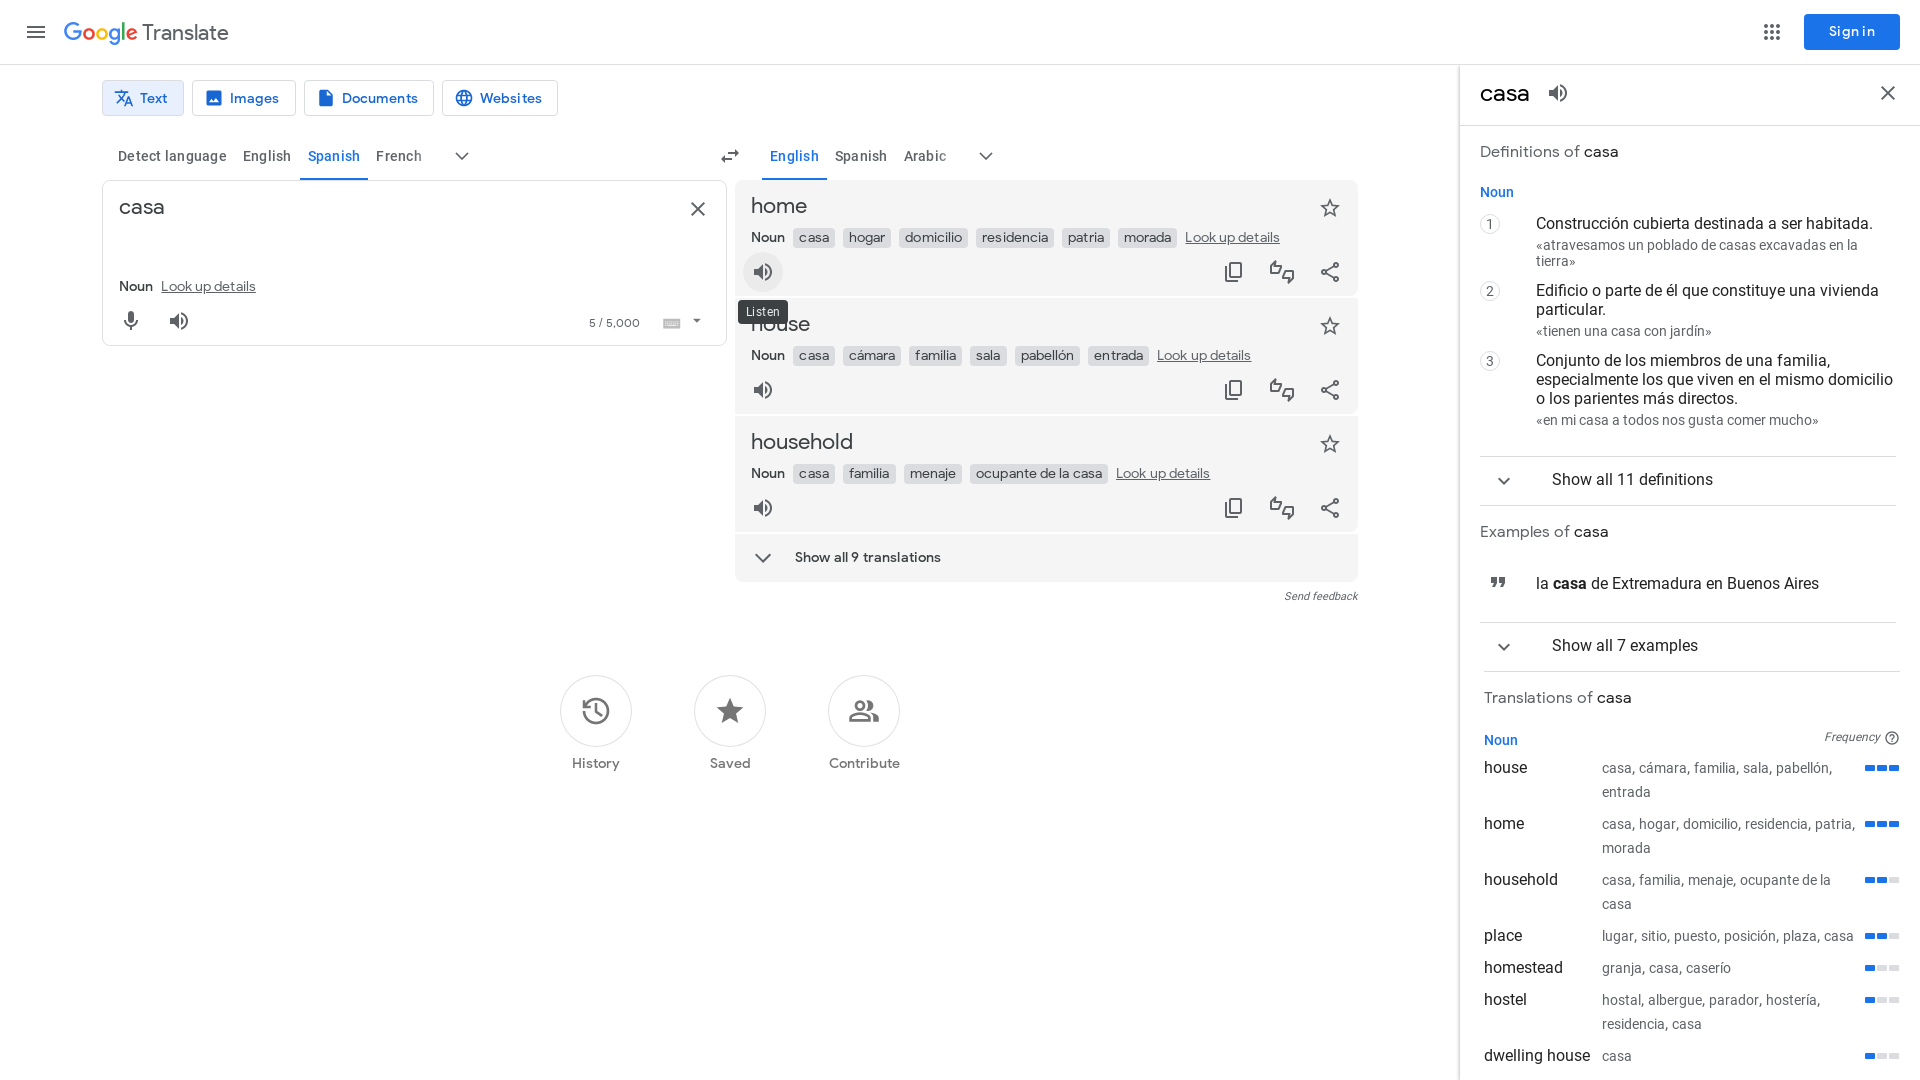 Google Translate
Sign in
Text
Images
Documents
Websites
Detect language
English
Spanish
French
English
Spanish
Arabic
casa
Noun Look up details
5 / 5,000
home
Noun casa hogar domicilio residencia patria morada Look up details
Listen
house
Noun casa cámara familia sala pabellón entrada Look up details
household
Noun casa familia menaje ocupante de la casa Look up details
Show all 9 translations
Send feedback
History
Saved
Contribute
casa
Definitions of casa
Noun
1
Construcción cubierta destinada a ser habitada.
«atravesamos un poblado de casas excavadas en la
tierra»
2
Edificio o parte de él que constituye una vivienda
particular.
«tienen una casa con jardín»
3
Conjunto de los miembros de una familia,
especialmente los que viven en el mismo domicilio
o los parientes más directos.
«en mi casa a todos nos gusta comer mucho»
Show all 11 definitions
Examples of casa
la casa de Extremadura en Buenos Aires
Show all 7 examples
Translations of casa
Noun
Frequency
house
casa, cámara, familia, sala, pabellón,
entrada
home
casa, hogar, domicilio, residencia, patria,
morada
household
casa, familia, menaje, ocupante de la
casa
place
lugar, sitio, puesto, posición, plaza, casa
homestead
granja, casa, caserío
hostel
hostal, albergue, parador, hostería,
residencia, casa
dwelling house
casa